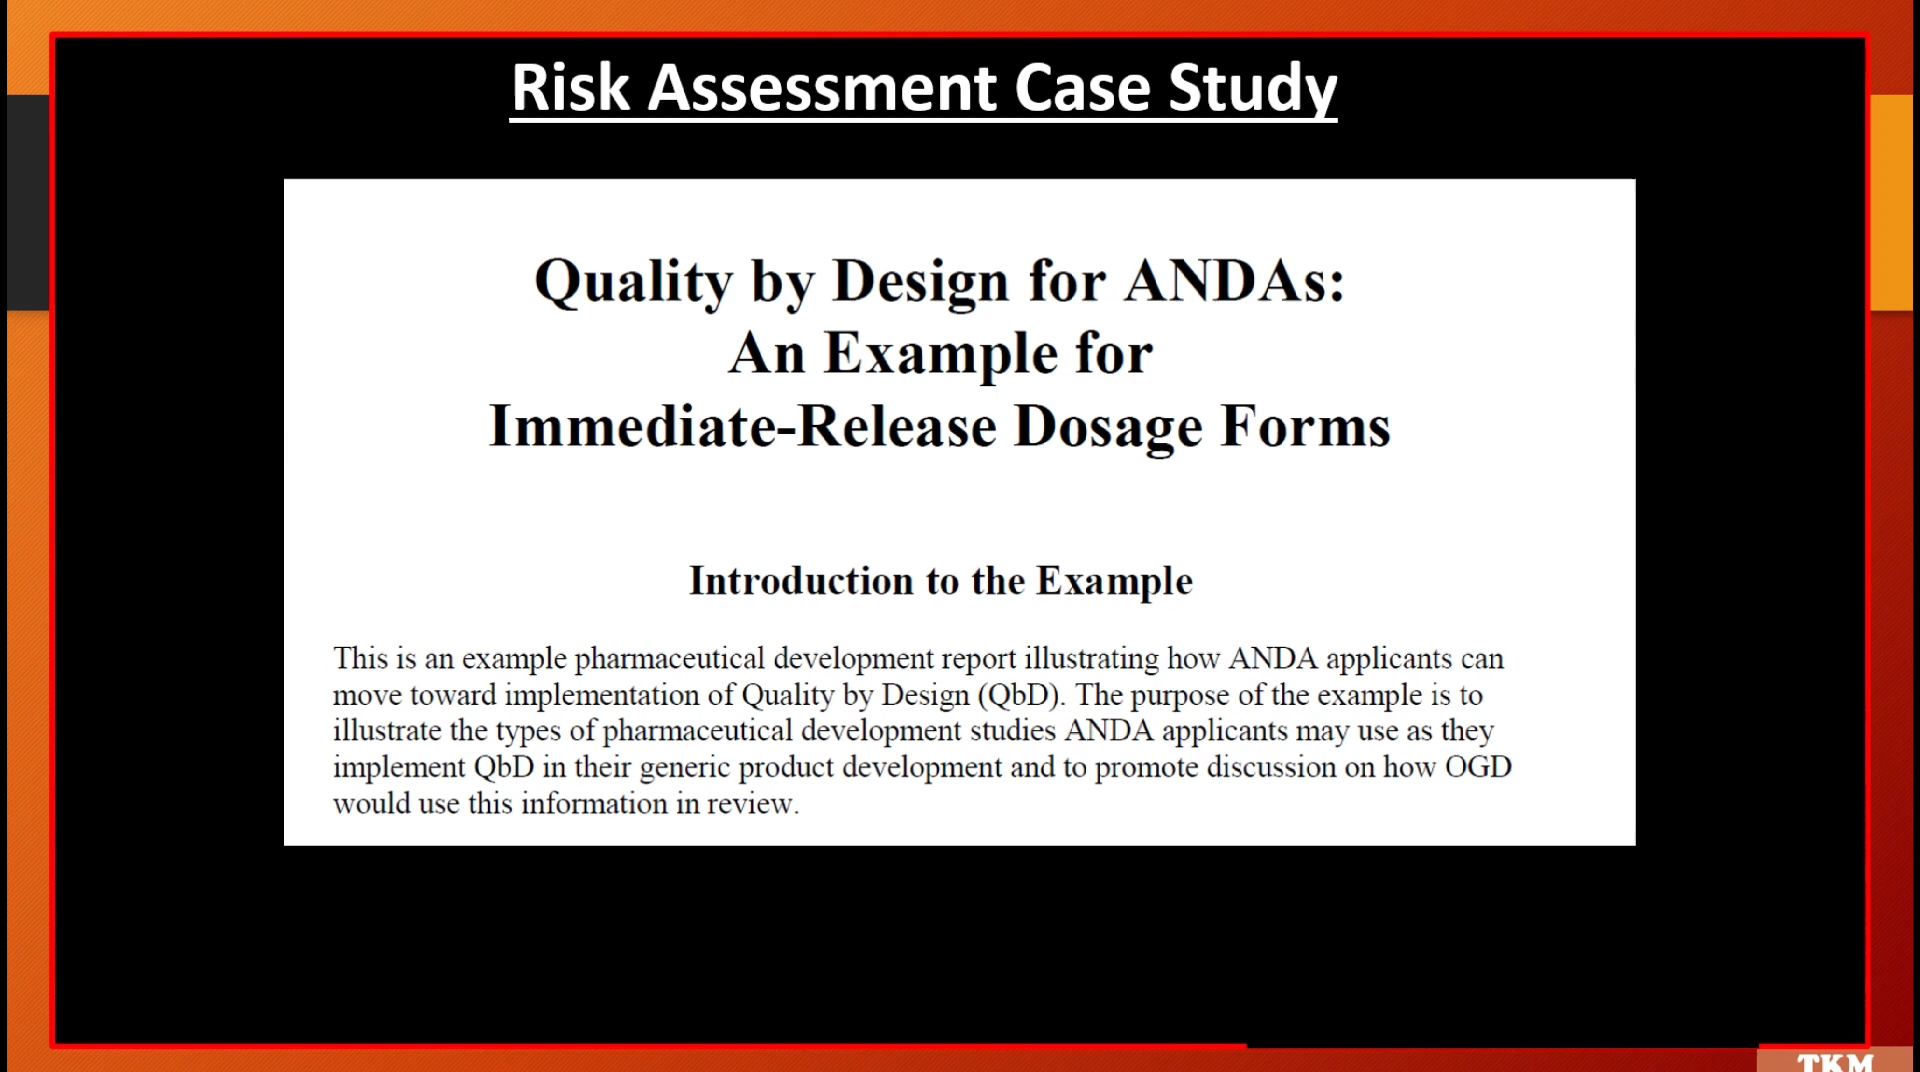 Risk Assessment Case Study
Quality by Design for ANDAs:
An Example for
Immediate-Release Dosage Forms
Introduction to the Example
This is an example pharmaceutical development report illustrating how ANDA applicants can
move toward implementation of Quality by Design (QbD). The purpose of the example is to
illustrate the types of pharmaceutical development studies ANDA applicants may use as they
implement QbD in their generic product development and to promote discussion on how OGD
would use this information in review.
TKM